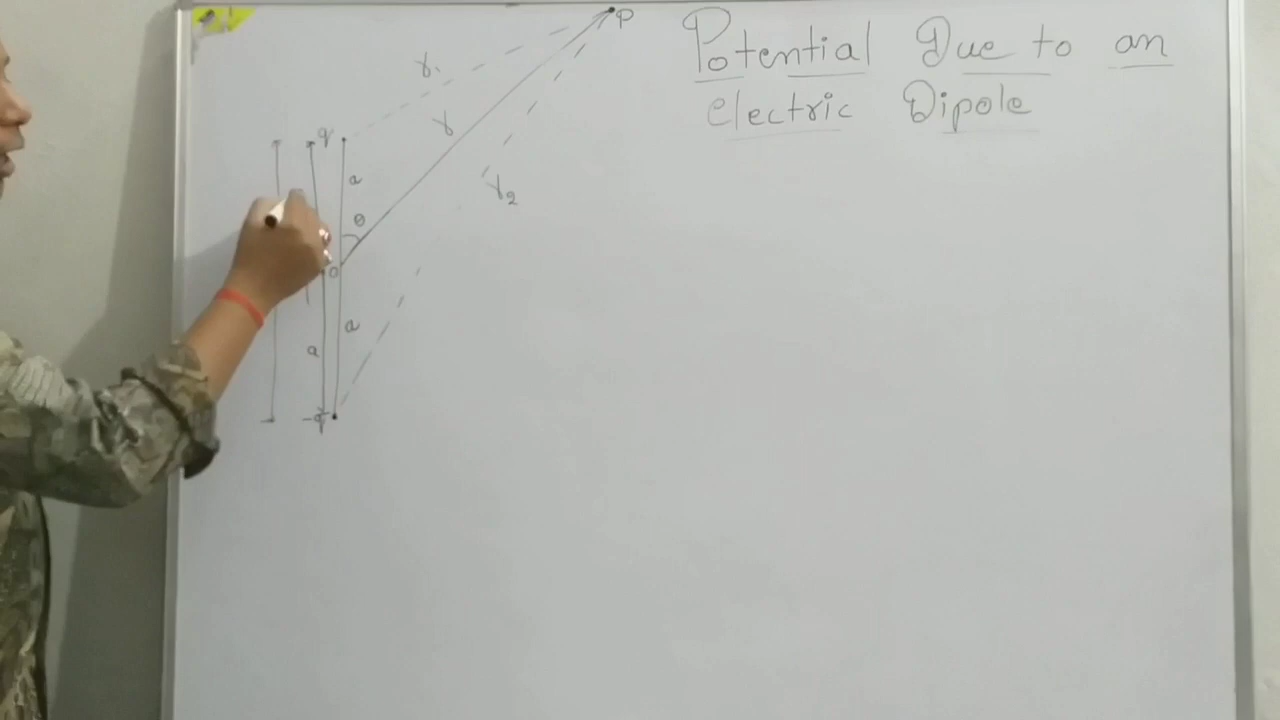 Potential Due to an
electric Dipole
P
r₁
r
q
a
r₂
θ
O
a
a
-q